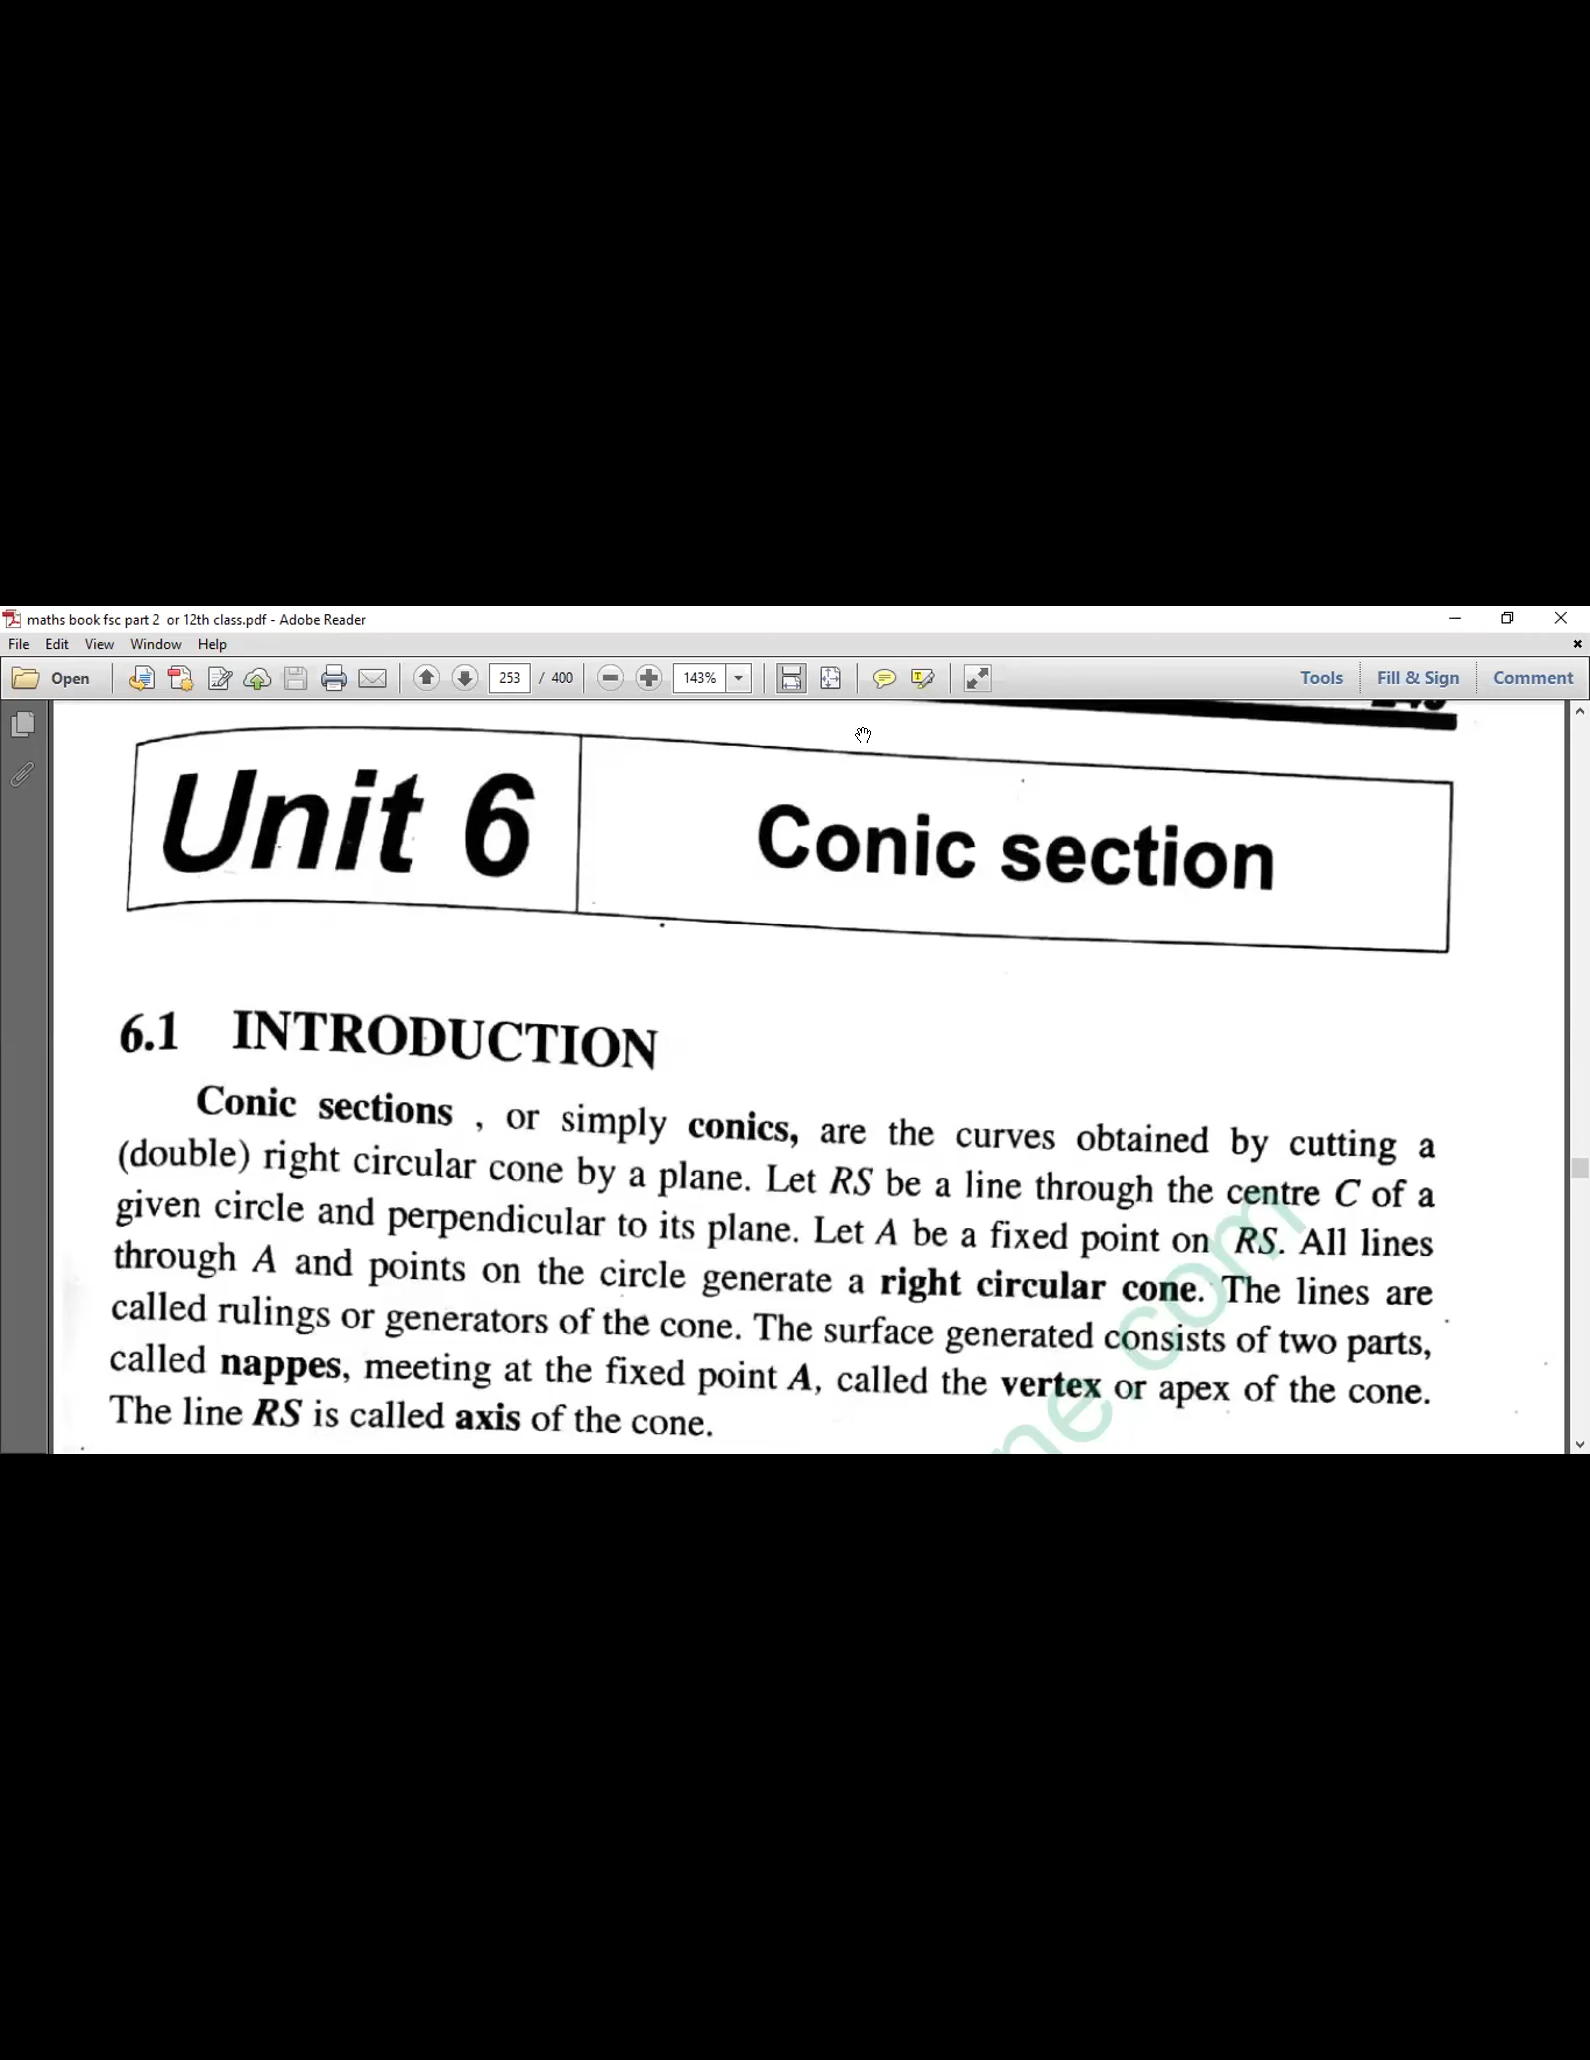 maths book fsc part 2 or 12th class.pdf - Adobe Reader
File Edit View Window Help
Open 253 / 400 143% Tools Fill & Sign Comment
Unit 6 Conic section
6.1 INTRODUCTION
Conic sections , or simply conics, are the curves obtained by cutting a
(double) right circular cone by a plane. Let RS be a line through the centre C of a
given circle and perpendicular to its plane. Let A be a fixed point on RS. All lines
through A and points on the circle generate a right circular cone. The lines are
called rulings or generators of the cone. The surface generated consists of two parts,
called nappes, meeting at the fixed point A, called the vertex or apex of the cone.
The line RS is called axis of the cone.
ne.com